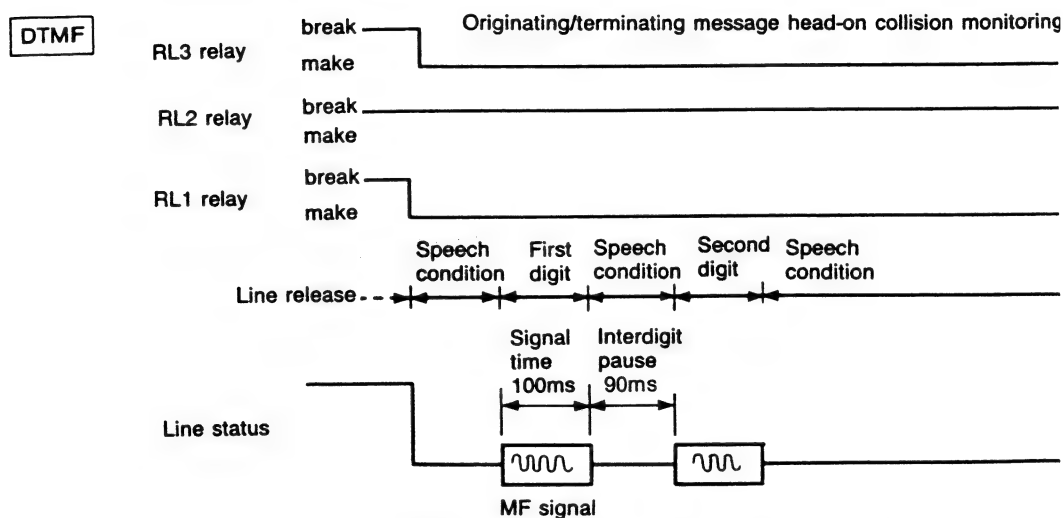 DTMF
Originating/terminating message head-on collision monitoring
RL3 relay
break
make
RL2 relay
break
make
RL1 relay
break
make
Speech
condition
First
digit
Speech
condition
Second
digit
Speech
condition
Line release
Signal
time
100ms
Interdigit
pause
90ms
Line status
MF signal